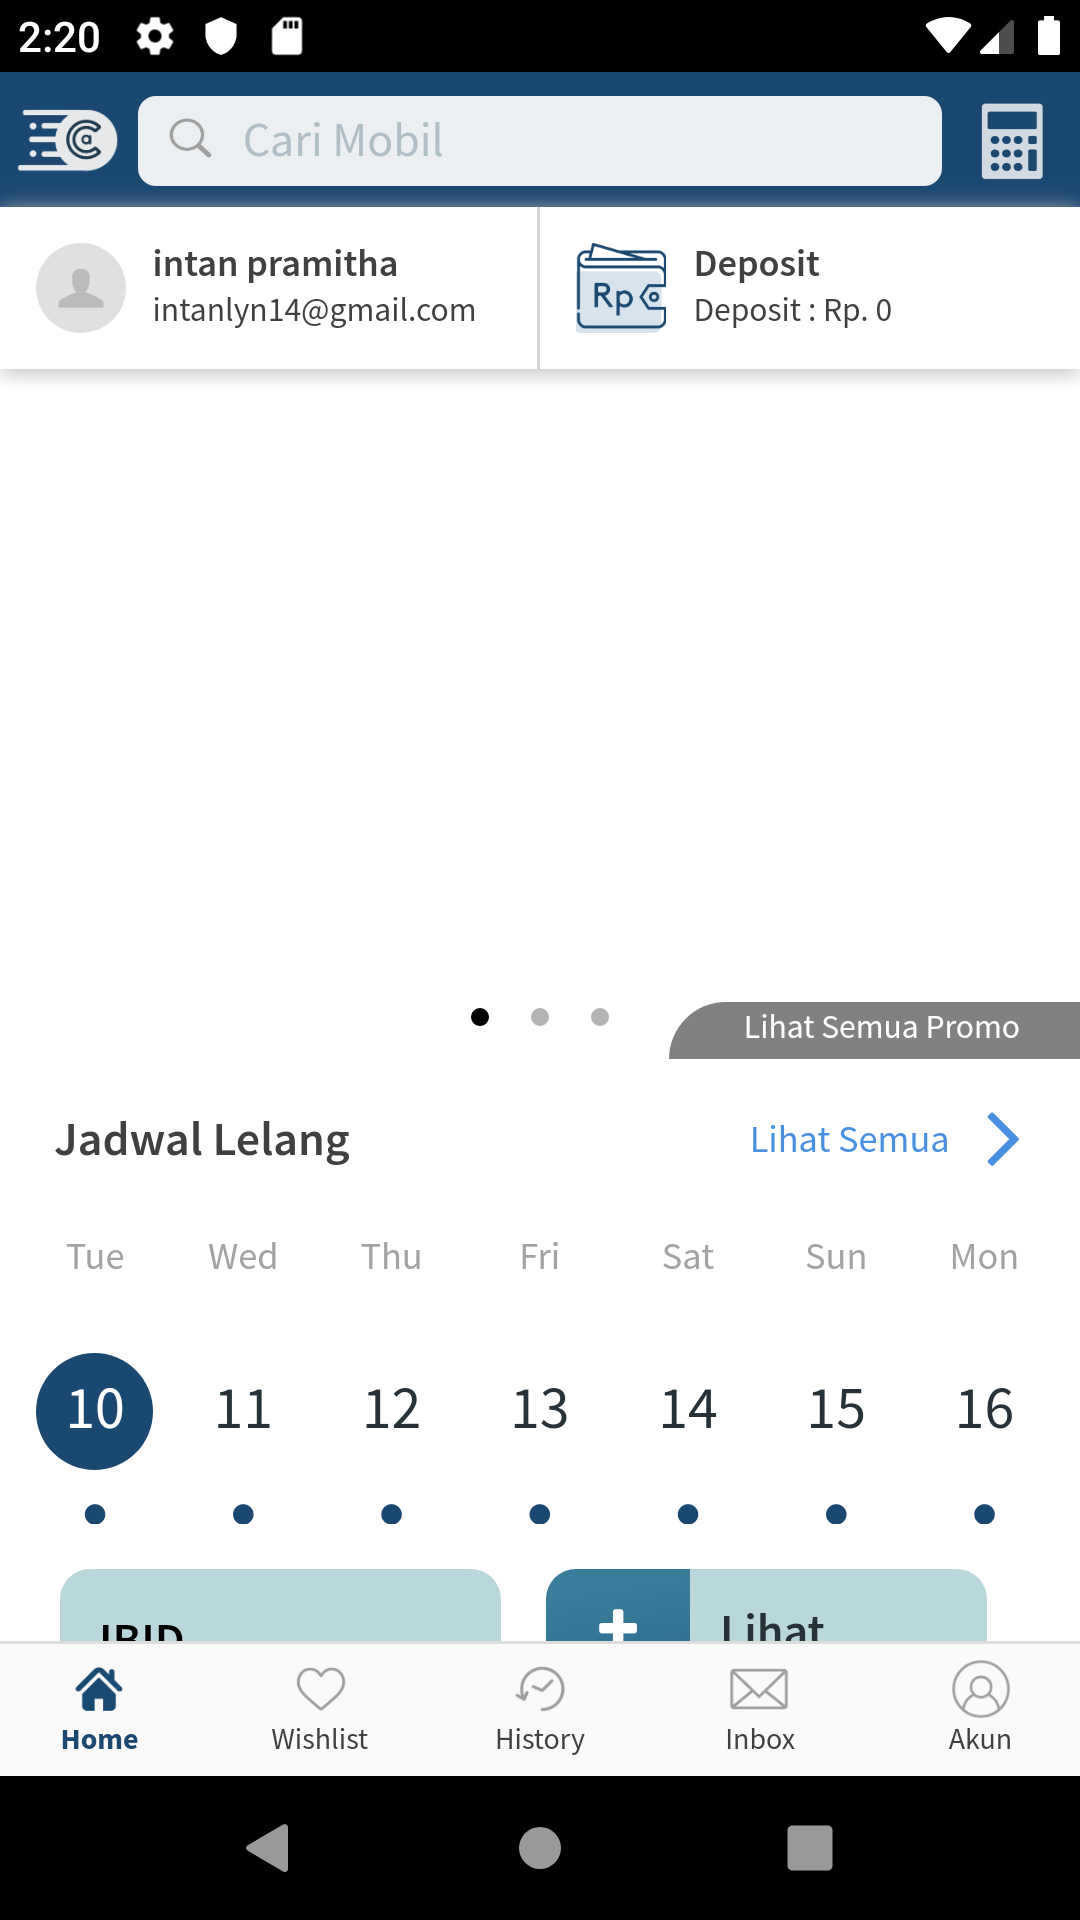 2:20
Cari Mobil
intan pramitha
intanlyn14@gmail.com
Rp
Deposit
Deposit : Rp. 0
Lihat Semua Promo
Jadwal Lelang
Lihat Semua
Tue Wed Thu Fri Sat Sun Mon
10 11 12 13 14 15 16
IBID
Lihat
Home Wishlist History Inbox Akun